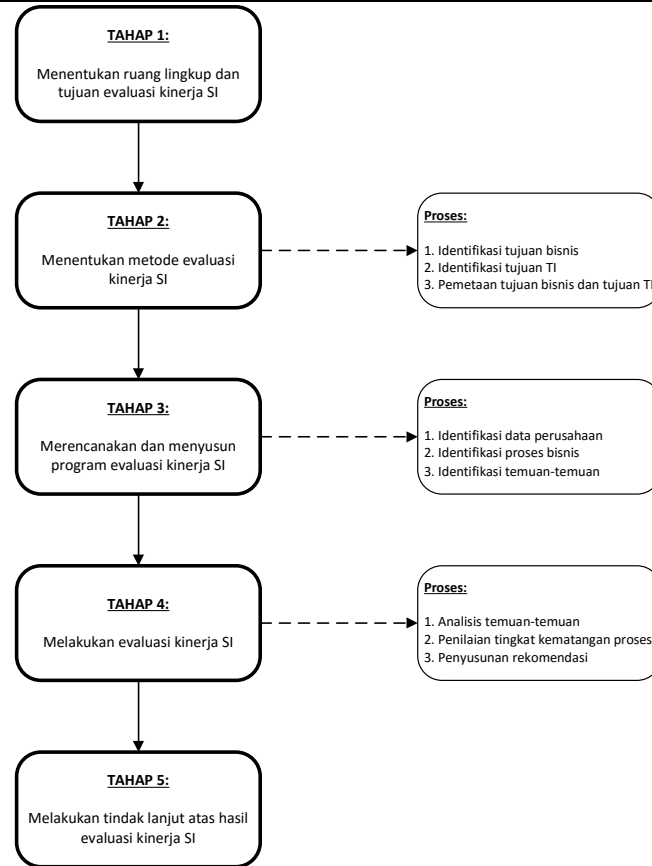 TAHAP 1:
Menentukan ruang lingkup dan
tujuan evaluasi kinerja SI
TAHAP 2:
Menentukan metode evaluasi
kinerja SI
Proses:
1. Identifikasi tujuan bisnis
2. Identifikasi tujuan TI
3. Pemetaan tujuan bisnis dan tujuan TI
TAHAP 3:
Merencanakan dan menyusun
program evaluasi kinerja SI
Proses:
1. Identifikasi data perusahaan
2. Identifikasi proses bisnis
3. Identifikasi temuan-temuan
TAHAP 4:
Melakukan evaluasi kinerja SI
Proses:
1. Analisis temuan-temuan
2. Penilaian tingkat kematangan proses
3. Penyusunan rekomendasi
TAHAP 5:
Melakukan tindak lanjut atas hasil
evaluasi kinerja SI